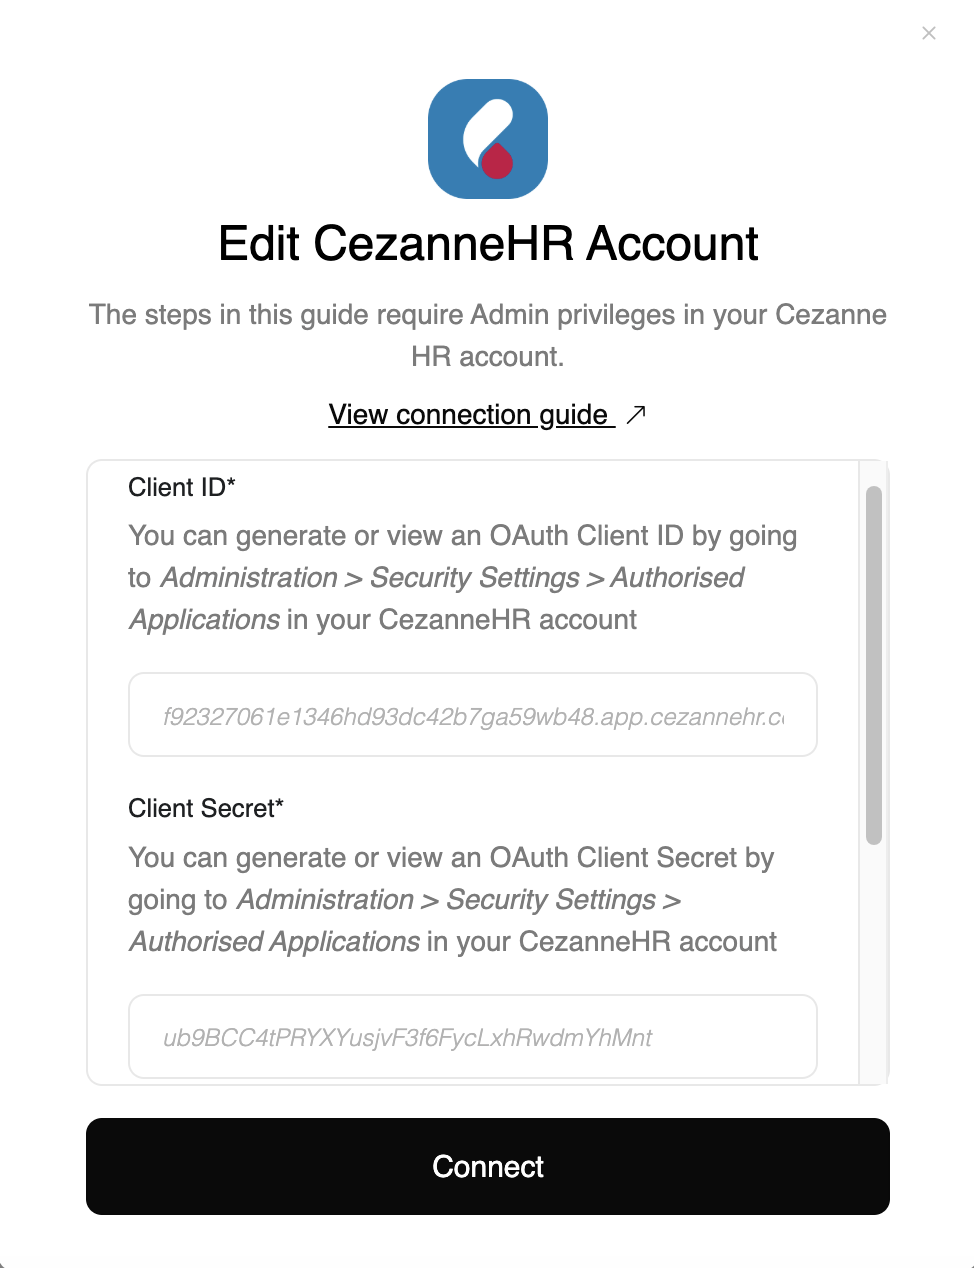 Edit CezanneHR Account
The steps in this guide require Admin privileges in your Cezanne
HR account.
View connection guide
Client ID*
You can generate or view an OAuth Client ID by going
to Administration > Security Settings > Authorised
Applications in your CezanneHR account
f92327061e1346hd93dc42b7ga59wb48.app.cezannehr.c
Client Secret*
You can generate or view an OAuth Client Secret by
going to Administration > Security Settings >
Authorised Applications in your CezanneHR account
ub9BCC4tPRYXYusjvF3f6FycLxhRwdmYhMnt
Connect